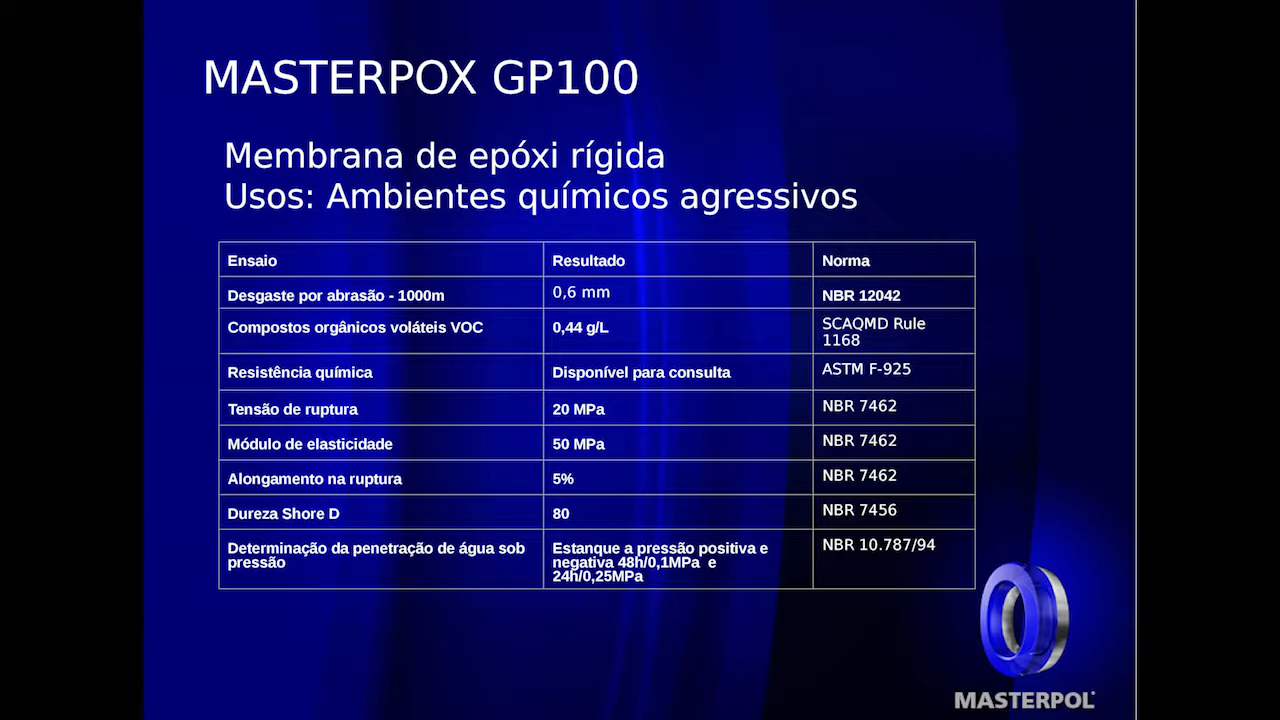 MASTERPOX GP100
Membrana de epóxi rígida
Usos: Ambientes químicos agressivos
Ensaio Resultado Norma
Desgaste por abrasão - 1000m 0,6 mm NBR 12042
Compostos orgânicos voláteis VOC 0,44 g/L SCAQMD Rule
1168
Resistência química Disponível para consulta ASTM F-925
Tensão de ruptura 20 MPa NBR 7462
Módulo de elasticidade 50 MPa NBR 7462
Alongamento na ruptura 5% NBR 7462
Dureza Shore D 80 NBR 7456
Determinação da penetração de água sob Estanque a pressão positiva e NBR 10.787/94
pressão negativa 48h/0,1MPa e
24h/0,25MPa
MASTERPOL